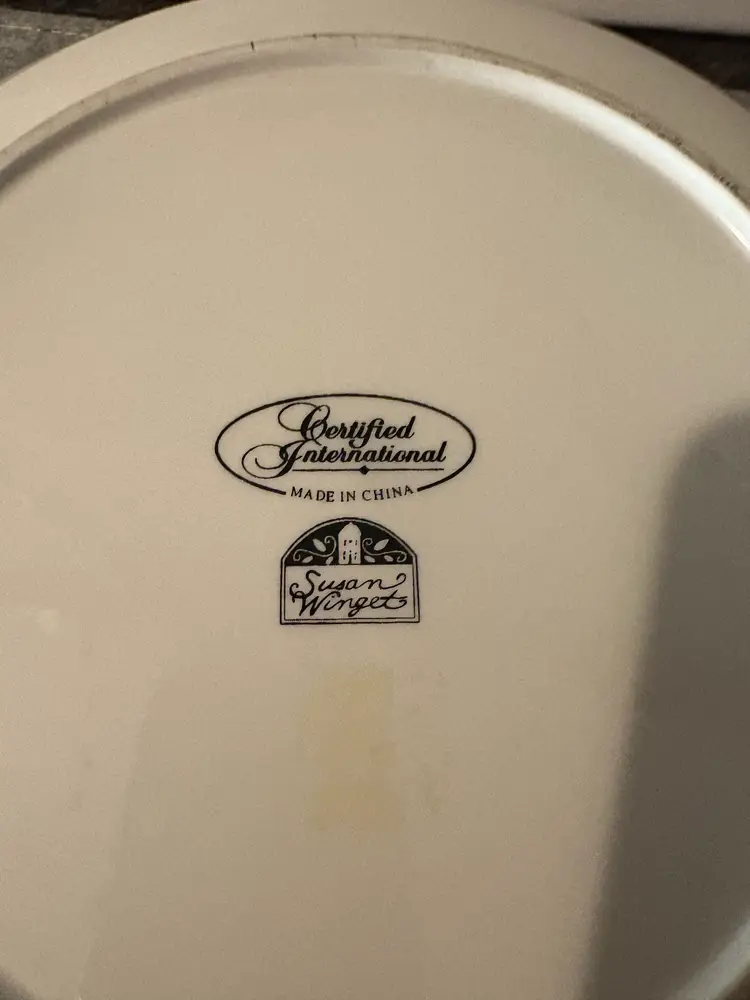 Certified
International
MADE IN CHINA
Susan
Winget